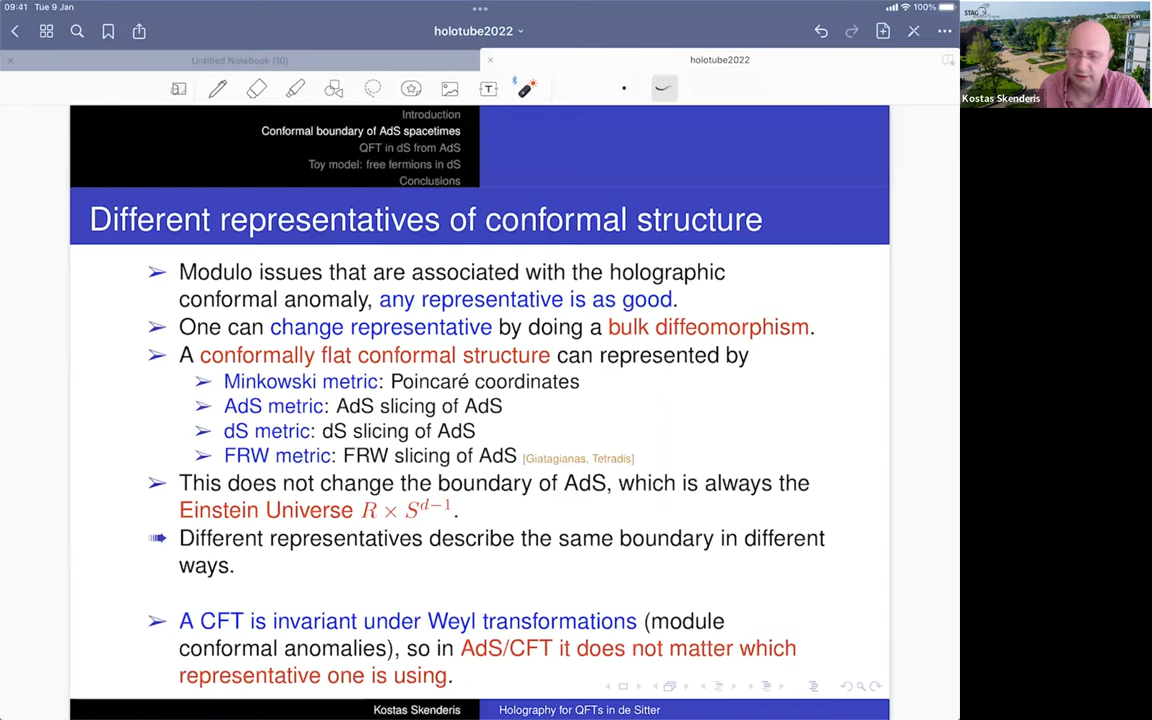 09:41 Tue 9 Jan
100%
holotube2022
Untitled Notebook (10)
holotube2022
STAG
Southampton
Kostas Skenderis
Introduction
Conformal boundary of AdS spacetimes
QFT in dS from AdS
Toy model: free fermions in dS
Conclusions
Different representatives of conformal structure
Modulo issues that are associated with the holographic
conformal anomaly, any representative is as good.
One can change representative by doing a bulk diffeomorphism.
A conformally flat conformal structure can represented by
Minkowski metric: Poincaré coordinates
AdS metric: AdS slicing of AdS
dS metric: dS slicing of AdS
FRW metric: FRW slicing of AdS [Giatagianas, Tetradis]
This does not change the boundary of AdS, which is always the
Einstein Universe R × S^{d−1}.
Different representatives describe the same boundary in different
ways.
A CFT is invariant under Weyl transformations (module
conformal anomalies), so in AdS/CFT it does not matter which
representative one is using.
Kostas Skenderis
Holography for QFTs in de Sitter